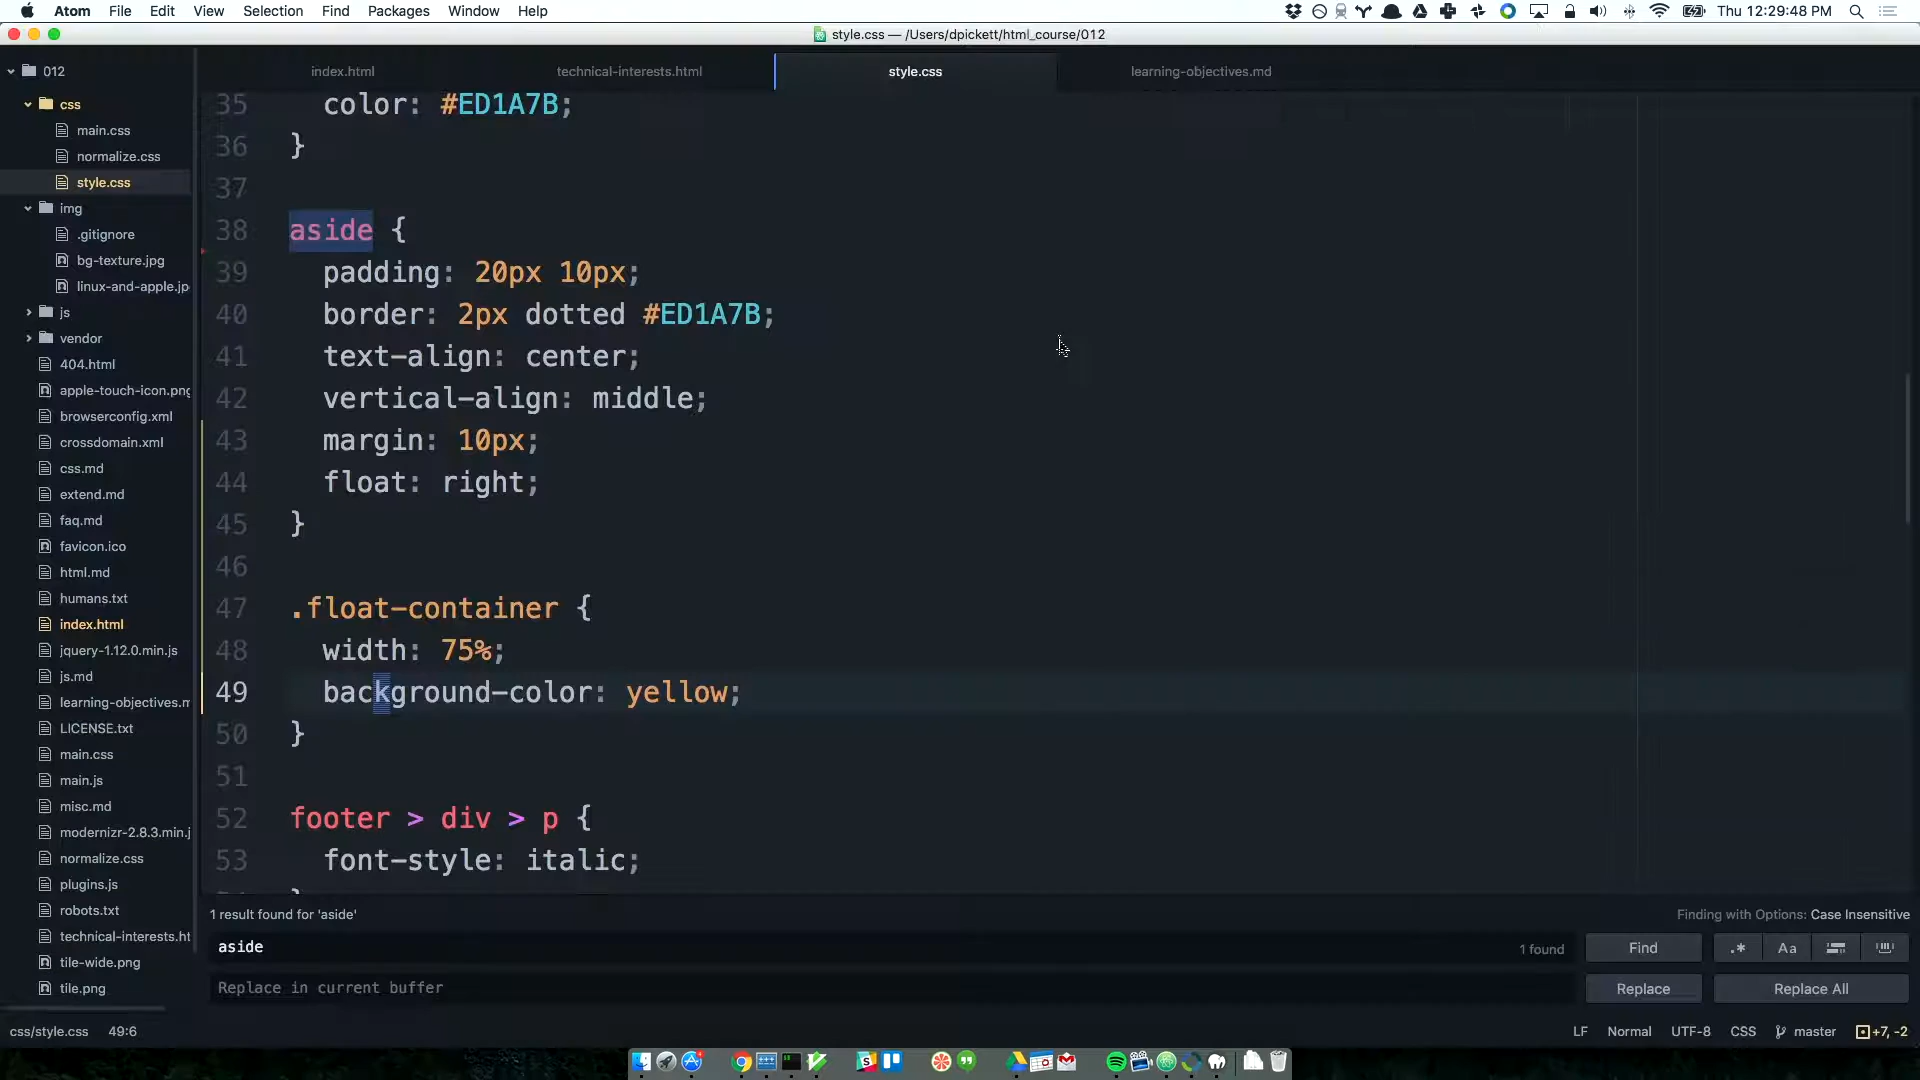 Atom File Edit View Selection Find Packages Window Help Thu 12:29:48 PM
style.css — /Users/dpickett/html_course/012
012
css
main.css
normalize.css
style.css
img
.gitignore
bg-texture.jpg
linux-and-apple.jp
js
vendor
404.html
apple-touch-icon.png
browserconfig.xml
crossdomain.xml
css.md
extend.md
faq.md
favicon.ico
html.md
humans.txt
index.html
jquery-1.12.0.min.js
js.md
learning-objectives.m
LICENSE.txt
main.css
main.js
misc.md
modernizr-2.8.3.min.j
normalize.css
plugins.js
robots.txt
technical-interests.ht
tile-wide.png
tile.png
index.html technical-interests.html style.css learning-objectives.md
35 color: #ED1A7B;
36 }
37
38 aside {
39 padding: 20px 10px;
40 border: 2px dotted #ED1A7B;
41 text-align: center;
42 vertical-align: middle;
43 margin: 10px;
44 float: right;
45 }
46
47 .float-container {
48 width: 75%;
49 background-color: yellow;
50 }
51
52 footer > div > p {
53 font-style: italic;
1 result found for 'aside' Finding with Options: Case Insensitive
aside 1 found Find .* Aa
Replace in current buffer Replace Replace All
css/style.css 49:6 LF Normal UTF-8 CSS master +7, -2